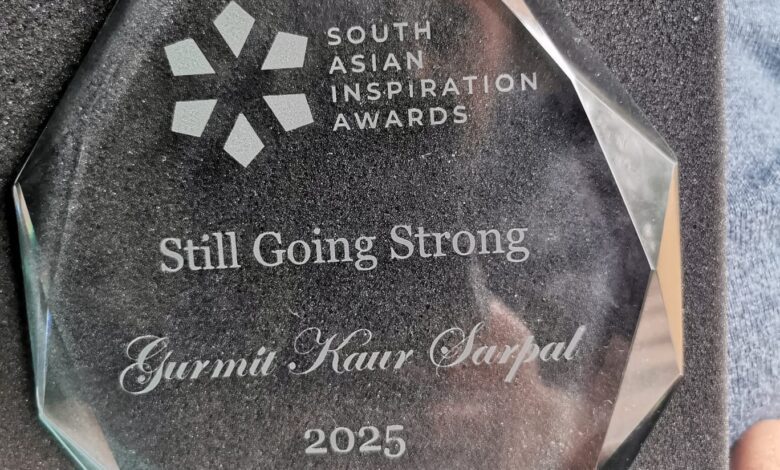 SOUTH
ASIAN
INSPIRATION
AWARDS
Still Going Strong
Gurmit Kaur Sarpal
2025